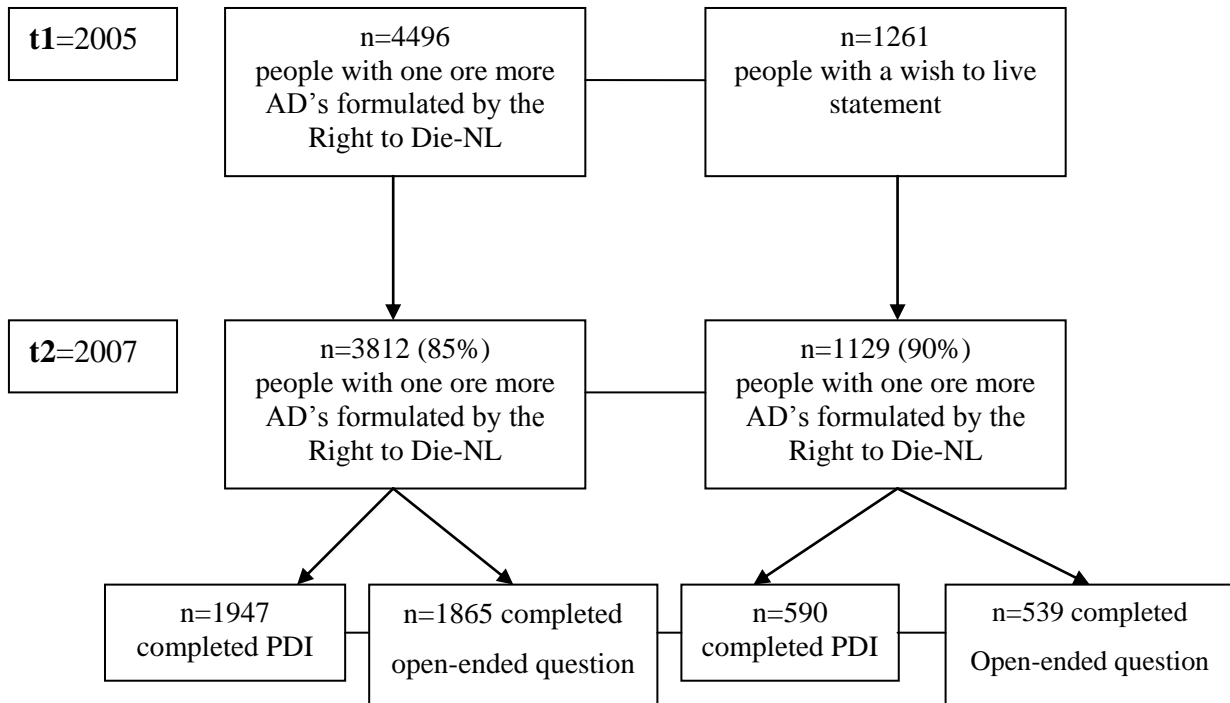 t1=2005
n=4496
people with one ore more
AD’s formulated by the
Right to Die-NL
n=1261
people with a wish to live
statement
t2=2007
n=3812 (85%)
people with one ore more
AD’s formulated by the
Right to Die-NL
n=1129 (90%)
people with one ore more
AD’s formulated by the
Right to Die-NL
n=1947
completed PDI
n=1865 completed
open-ended question
n=590
completed PDI
n=539 completed
Open-ended question